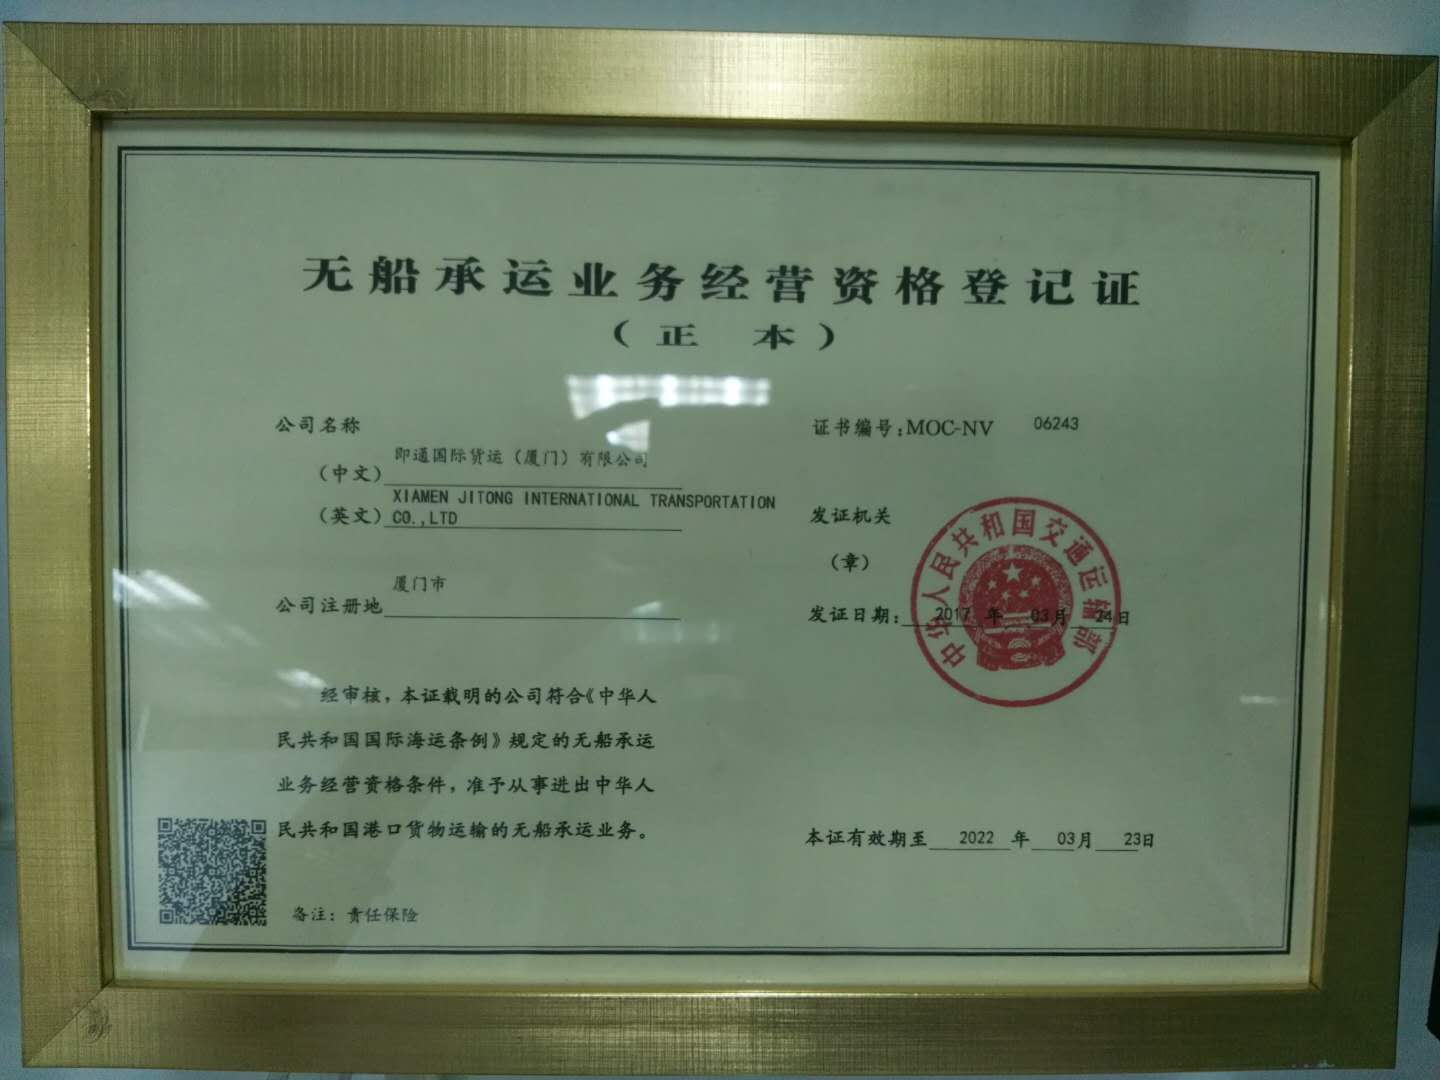 无船承运业务经营资格登记证
（正 本）
公司名称
（中文）即通国际货运（厦门）有限公司
（英文）XIAMEN JITONG INTERNATIONAL TRANSPORTATION
CO.,LTD
公司注册地 厦门市
经审核，本证载明的公司符合《中华人
民共和国国际海运条例》规定的无船承运
业务经营资格条件，准予从事进出中华人
民共和国港口货物运输的无船承运业务。
备注：责任保险
证书编号：MOC-NV 06243
发证机关
（章）
中华人民共和国交通运输部
发证日期：2017年03月24日
本证有效期至 2022 年 03月 23日